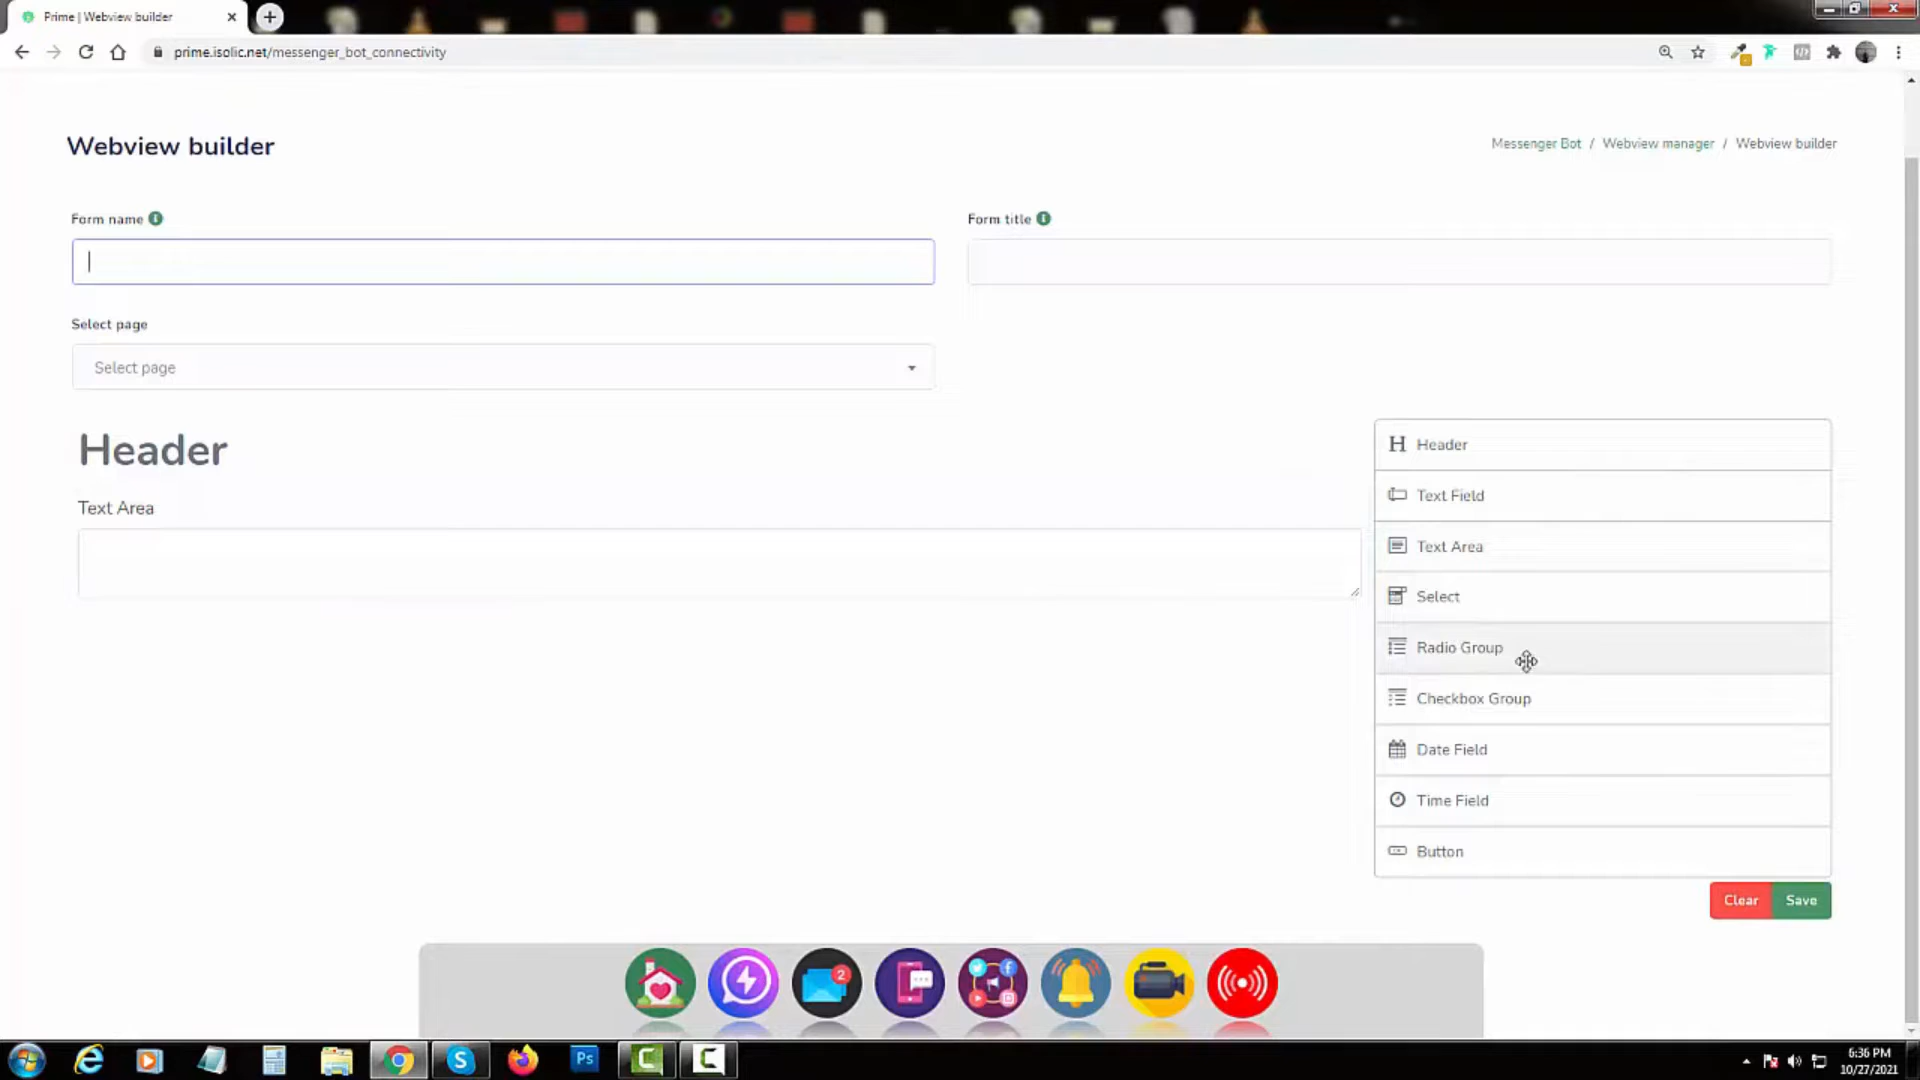 Prime | Webview builder
prime.isolic.net/messenger_bot_connectivity
Webview builder
Messenger Bot / Webview manager / Webview builder
Form name
Form title
Select page
Select page
Header
Text Area
Header
Text Field
Text Area
Select
Radio Group
Checkbox Group
Date Field
Time Field
Button
Clear
Save
2
Ps
6:36 PM
10/27/2021